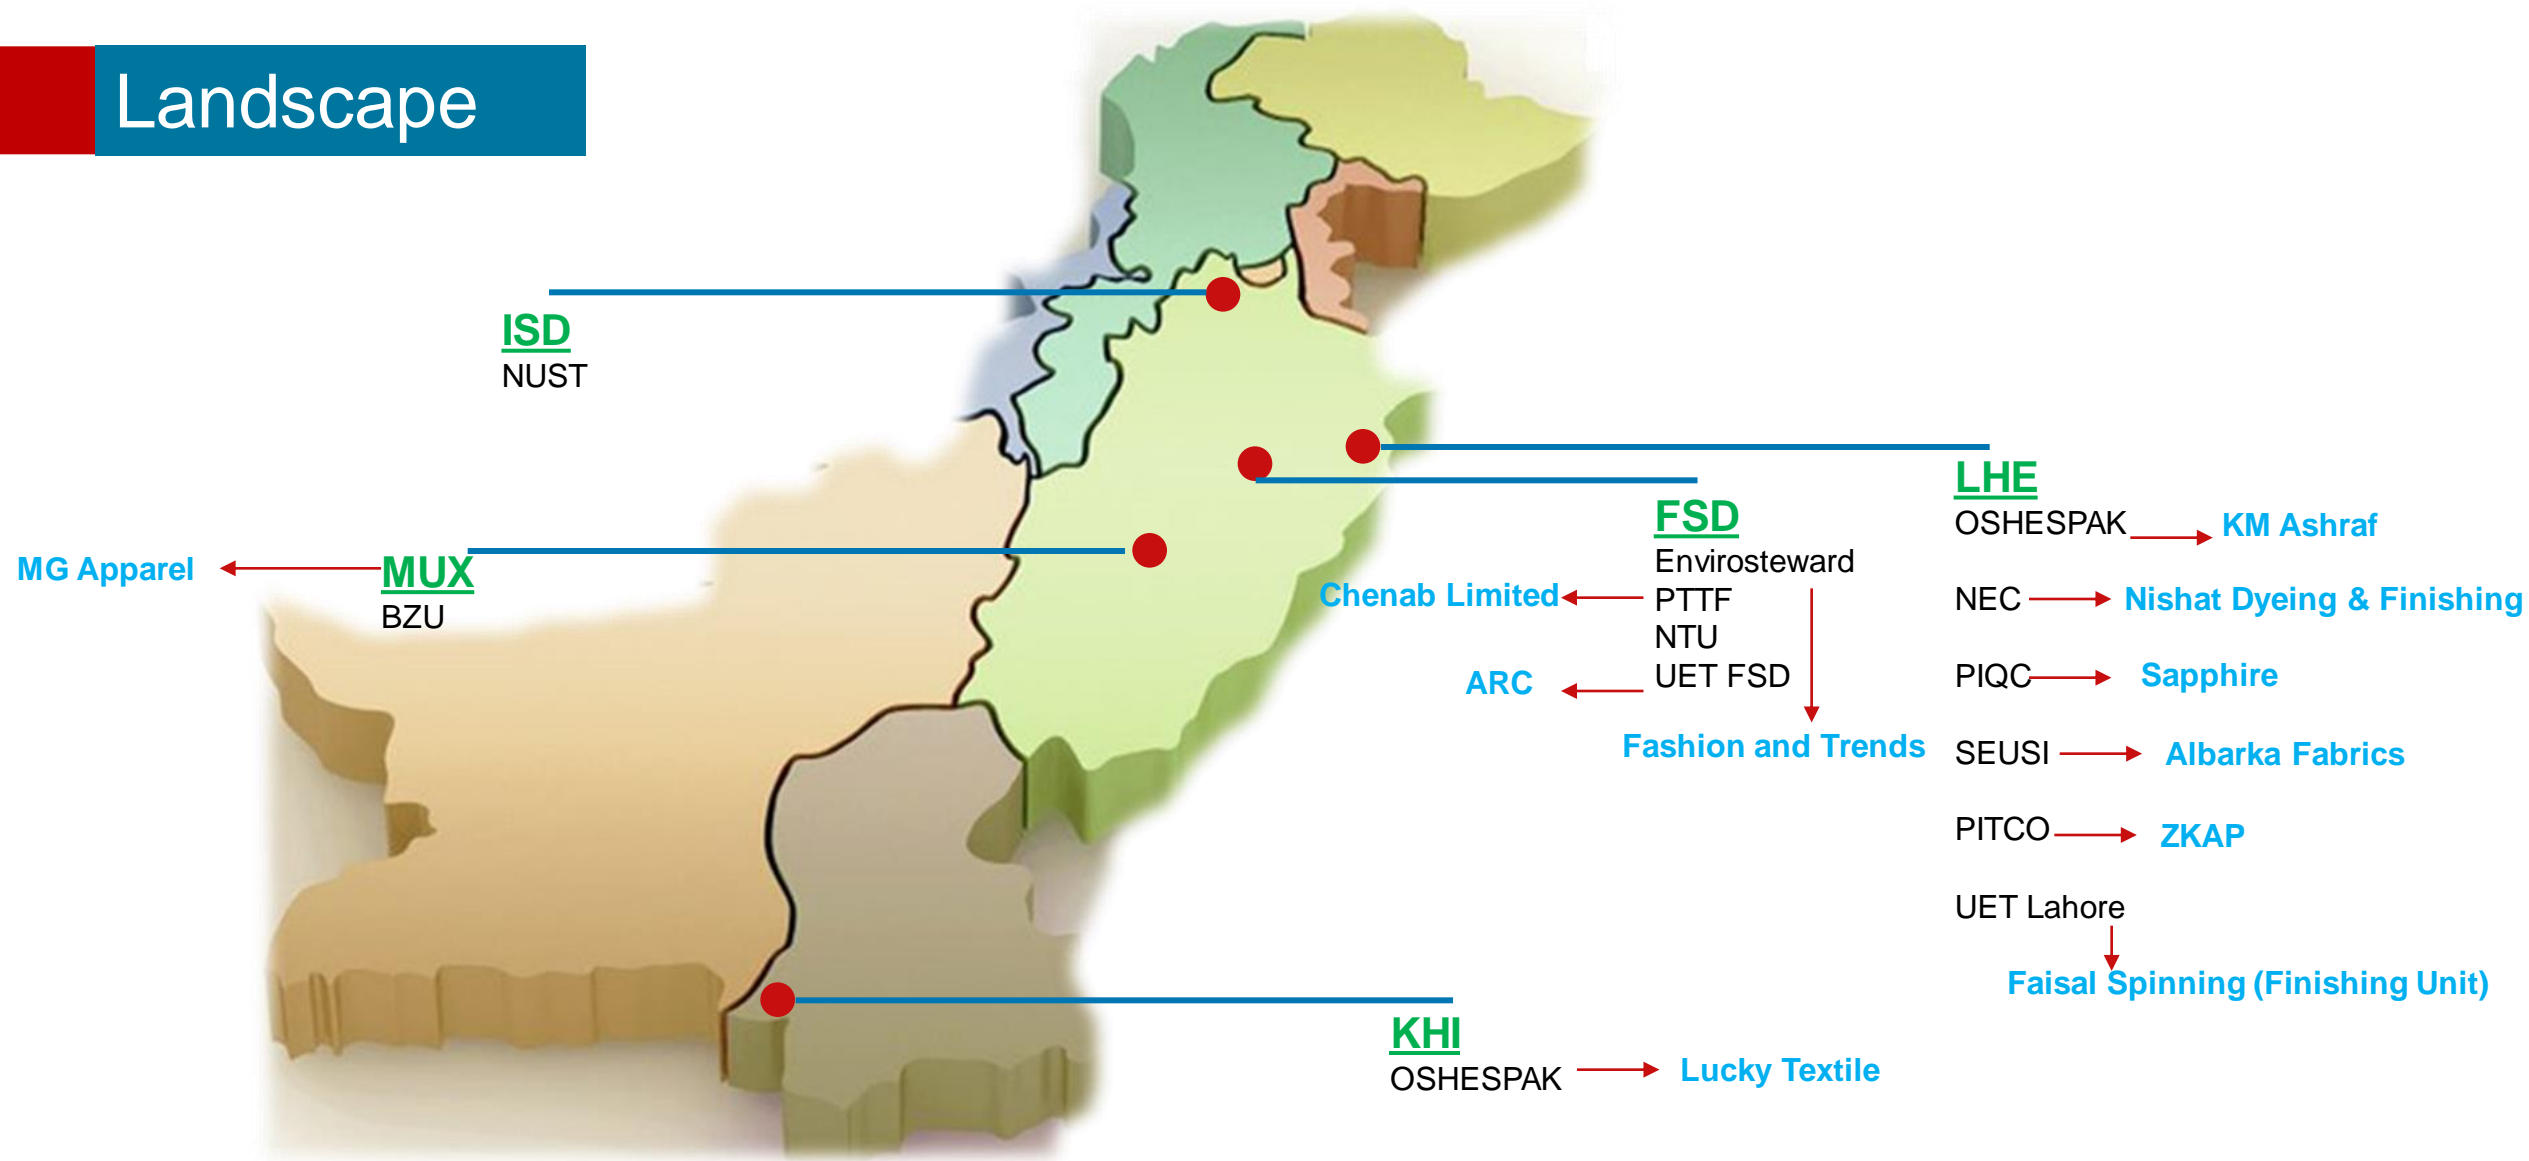 Landscape
ISD
NUST
MG Apparel
MUX
BZU
FSD
Envirosteward
Chenab Limited
PTTF
NTU
ARC
UET FSD
Fashion and Trends
LHE
OSHESPAK
KM Ashraf
NEC
Nishat Dyeing & Finishing
PIQC
Sapphire
SEUSI
Albarka Fabrics
PITCO
ZKAP
UET Lahore
Faisal Spinning (Finishing Unit)
KHI
OSHESPAK
Lucky Textile